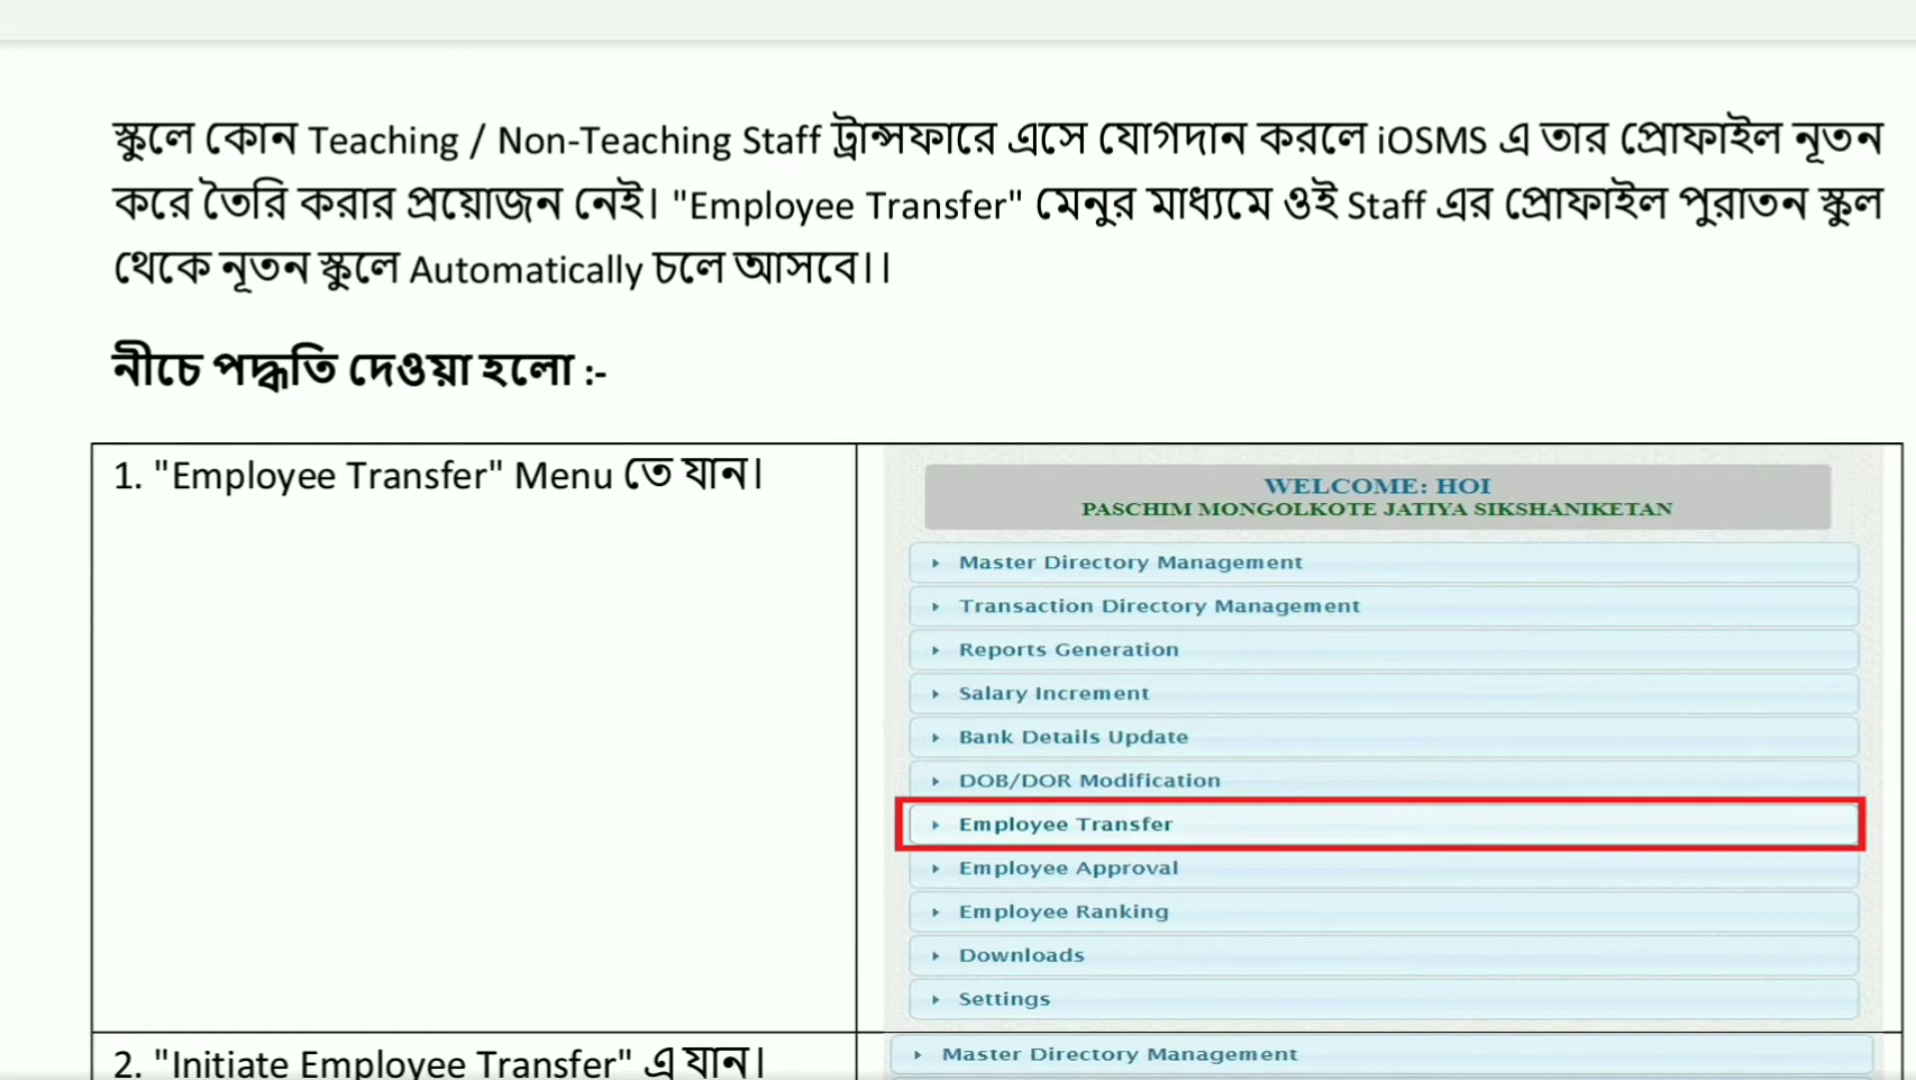 স্কুলে কোন Teaching / Non-Teaching Staff ট্রান্সফারে এসে যোগদান করলে iOSMS এ তার প্রোফাইল নূতন
করে তৈরি করার প্রয়োজন নেই। "Employee Transfer" মেনুর মাধ্যমে ওই Staff এর প্রোফাইল পুরাতন স্কুল
থেকে নূতন স্কুলে Automatically চলে আসবে।।
নীচে পদ্ধতি দেওয়া হলো :-
1. "Employee Transfer" Menu তে যান।
WELCOME: HOI
PASCHIM MONGOLKOTE JATIYA SIKSHANIKETAN
Master Directory Management
Transaction Directory Management
Reports Generation
Salary Increment
Bank Details Update
DOB/DOR Modification
Employee Transfer
Employee Approval
Employee Ranking
Downloads
Settings
2. "Initiate Employee Transfer" এ যান।
Master Directory Management